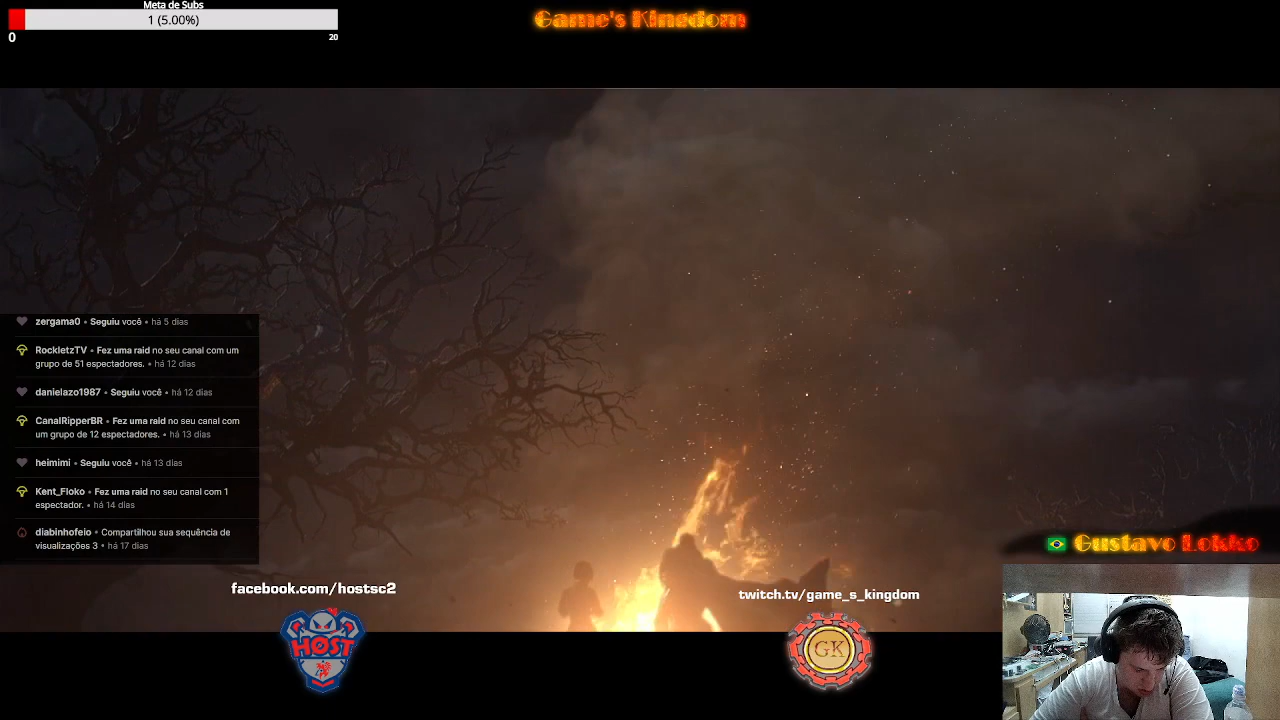 Meta de Subs
1 (5.00%)
0
20
Game's Kingdom
zergama0 • Seguiu você • há 5 dias
RockletzTV • Fez uma raid no seu canal com um
grupo de 51 espectadores. • há 12 dias
danielazo1987 • Seguiu você • há 12 dias
CanalRipperBR • Fez uma raid no seu canal com
um grupo de 12 espectadores. • há 13 dias
heimimi • Seguiu você • há 13 dias
Kent_Floko • Fez uma raid no seu canal com 1
espectador. • há 14 dias
diabinhofeio • Compartilhou sua sequência de
visualizações 3 • há 17 dias
Gustavo Lokko
facebook.com/hostsc2
twitch.tv/game_s_kingdom
HOST
GK